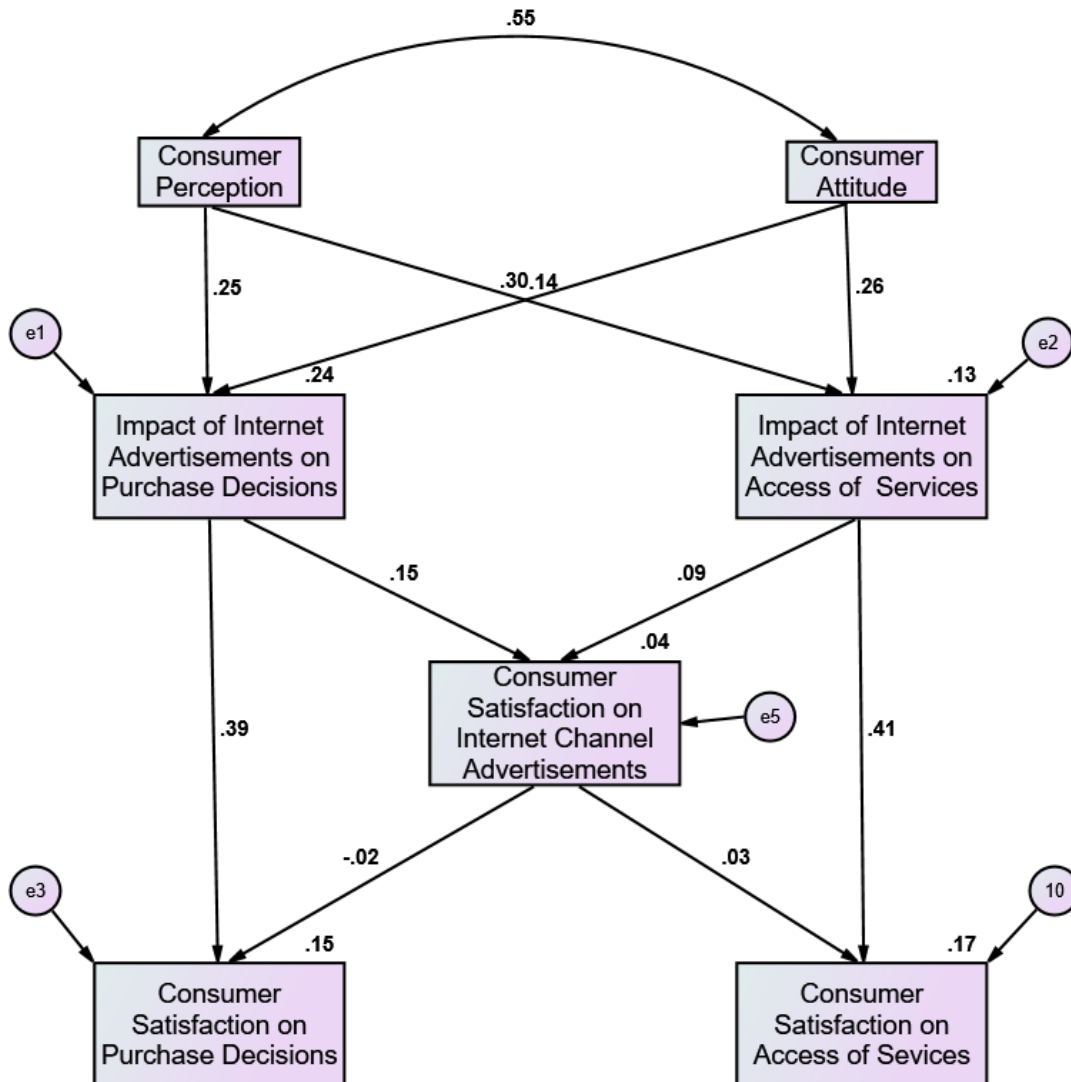 .55
Consumer
Perception
Consumer
Attitude
.25
.30
.14
.26
e1
e2
.24
.13
Impact of Internet
Advertisements on
Purchase Decisions
Impact of Internet
Advertisements on
Access of Services
.15
.09
.04
Consumer
Satisfaction on
Internet Channel
Advertisements
e5
.39
.41
-.02
.03
e3
10
.15
.17
Consumer
Satisfaction on
Purchase Decisions
Consumer
Satisfaction on
Access of Sevices